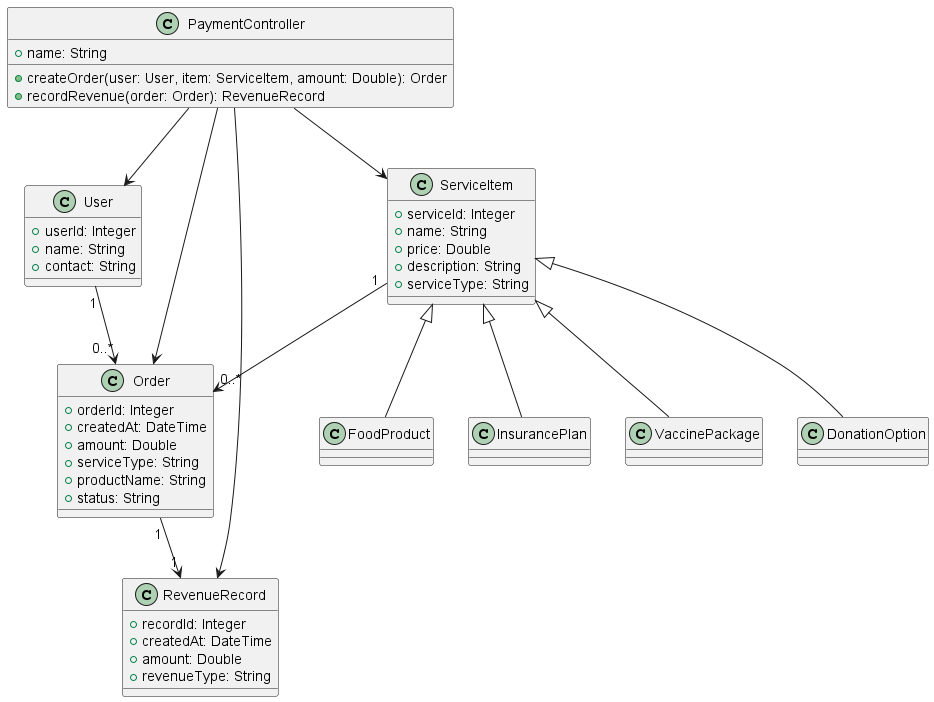 C PaymentController
name: String
createOrder(user: User, item: ServiceItem, amount: Double): Order
recordRevenue(order: Order): RevenueRecord
C User
userId: Integer
name: String
contact: String
C ServiceItem
serviceId: Integer
name: String
price: Double
description: String
serviceType: String
1
1
0..*
0..*
C Order
orderId: Integer
createdAt: DateTime
amount: Double
serviceType: String
productName: String
status: String
C FoodProduct
C InsurancePlan
C VaccinePackage
C DonationOption
1
1
C RevenueRecord
recordId: Integer
createdAt: DateTime
amount: Double
revenueType: String